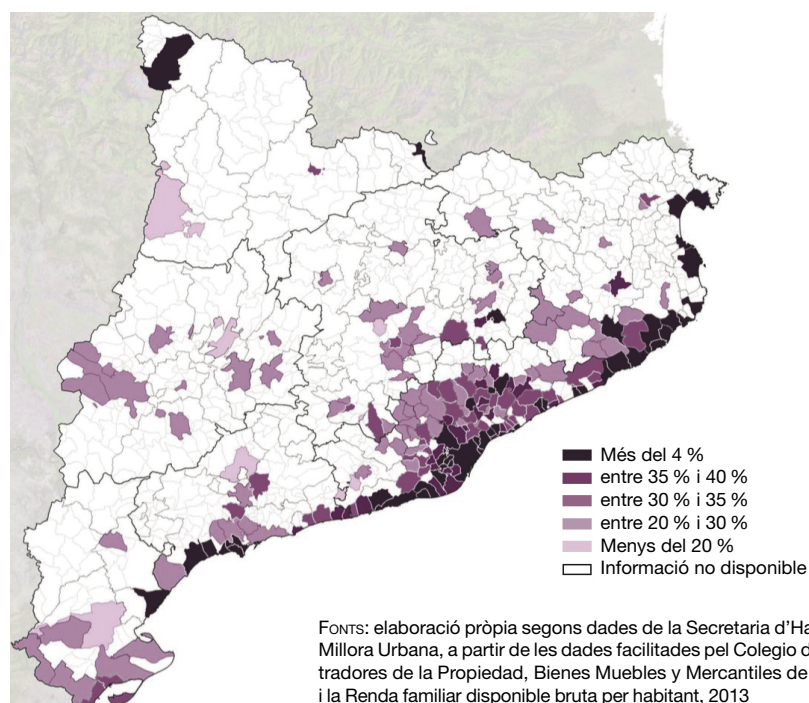 Més del 4 %
entre 35 % i 40 %
entre 30 % i 35 %
entre 20 % i 30 %
Menys del 20 %
Informació no disponible
FONTS: elaboració pròpia segons dades de la Secretaria d'Ha
Millora Urbana, a partir de les dades facilitades pel Colegio d
tradores de la Propiedad, Bienes Muebles y Mercantiles de
i la Renda familiar disponible bruta per habitant, 2013